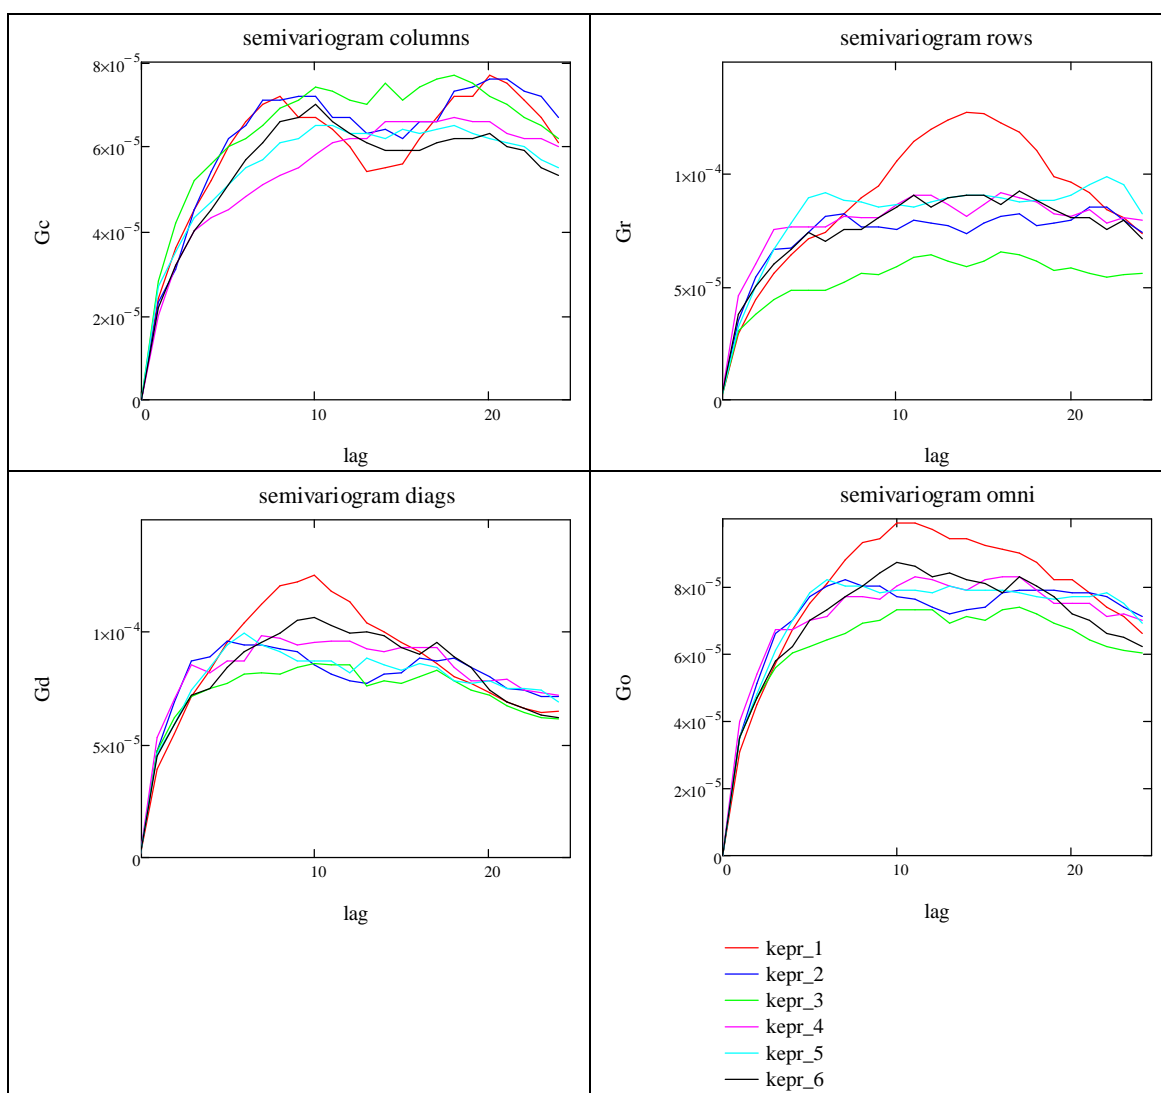 semivariogram columns
8×10⁻⁵
6×10⁻⁵
4×10⁻⁵
2×10⁻⁵
0
0
10
20
Gc
lag
semivariogram rows
1×10⁻⁴
5×10⁻⁵
0
0
10
20
Gr
lag
semivariogram diags
1×10⁻⁴
5×10⁻⁵
0
10
20
Gd
lag
semivariogram omni
8×10⁻⁵
6×10⁻⁵
4×10⁻⁵
2×10⁻⁵
0
0
10
20
Go
lag
kepr_1
kepr_2
kepr_3
kepr_4
kepr_5
kepr_6